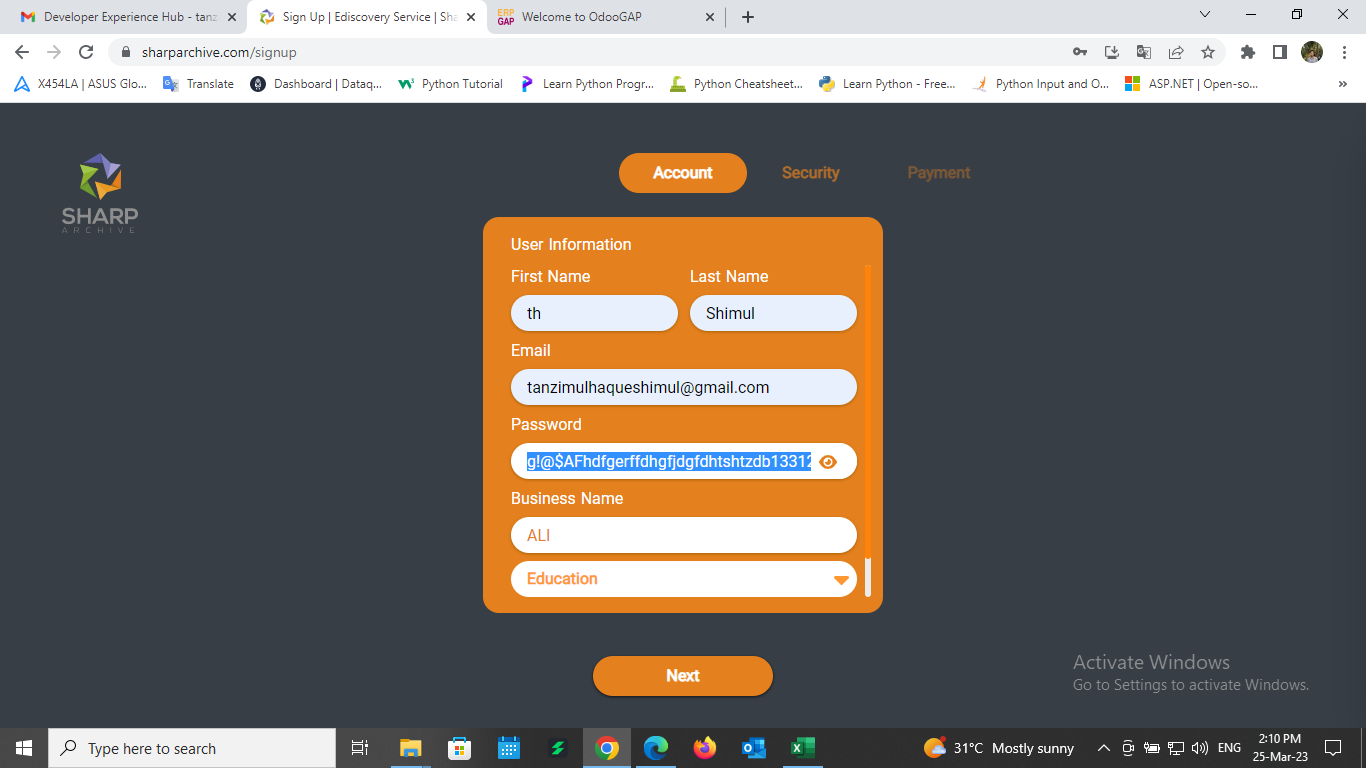 Developer Experience Hub - tanz
Sign Up | Ediscovery Service | Sha
ERP GAP Welcome to OdooGAP
sharparchive.com/signup
X454LA | ASUS Glo...
Translate
Dashboard | Dataq...
Python Tutorial
Learn Python Progr...
Python Cheatsheet...
Learn Python - Free...
Python Input and O...
ASP.NET | Open-so...
SHARP
ARCHIVE
Account
Security
Payment
User Information
First Name
Last Name
th
Shimul
Email
tanzimulhaqueshimul@gmail.com
Password
g!@$AFhdfgerffdhgfjdgfdhtshtzdb13312
Business Name
ALI
Education
Next
Activate Windows
Go to Settings to activate Windows.
Type here to search
31°C Mostly sunny
ENG
2:10 PM
25-Mar-23